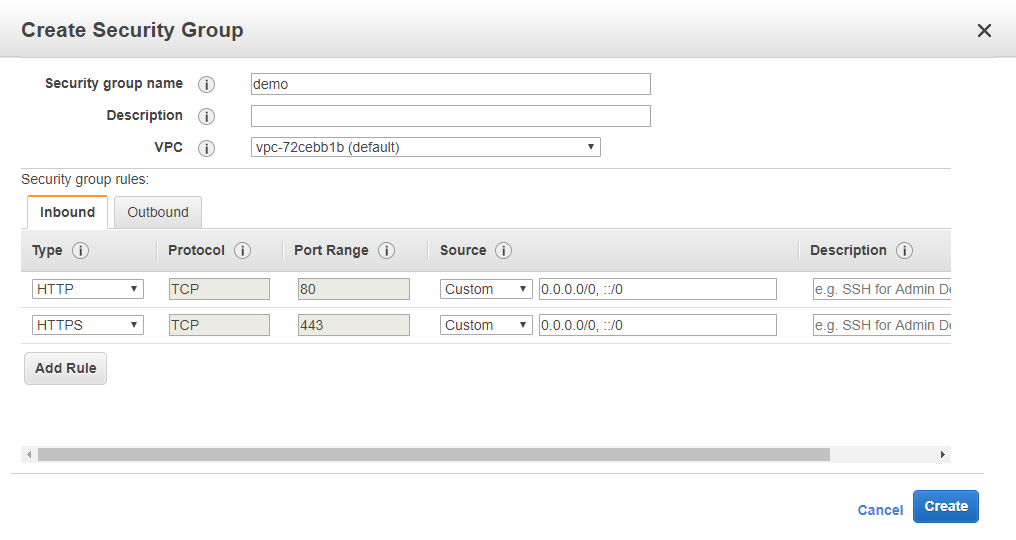 Create Security Group
Security group name i demo
Description i
VPC i vpc-72cebb1b (default)
Security group rules:
Inbound Outbound
Type i Protocol i Port Range i Source i Description i
HTTP TCP 80 Custom 0.0.0.0/0, ::/0 e.g. SSH for Admin De
HTTPS TCP 443 Custom 0.0.0.0/0, ::/0 e.g. SSH for Admin De
Add Rule
Cancel Create